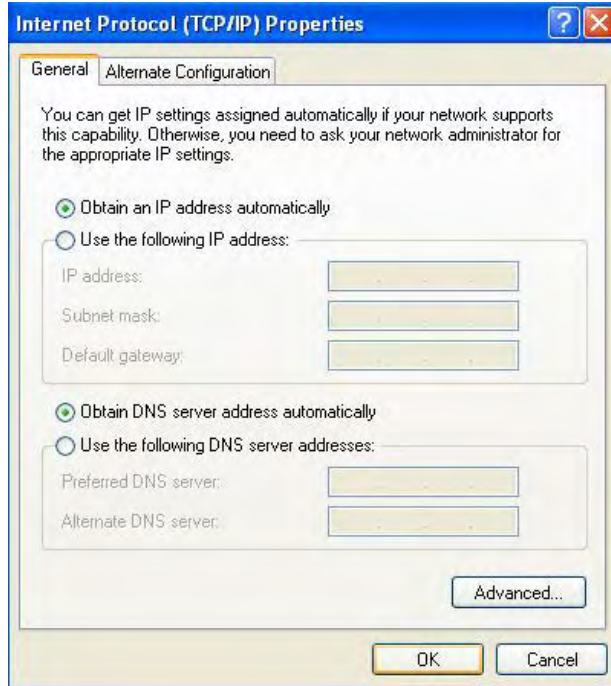 Internet Protocol (TCP/IP) Properties
General
Alternate Configuration
You can get IP settings assigned automatically if your network supports
this capability. Otherwise, you need to ask your network administrator for
the appropriate IP settings.
Obtain an IP address automatically
Use the following IP address:
IP address:
Subnet mask:
Default gateway:
Obtain DNS server address automatically
Use the following DNS server addresses:
Preferred DNS server:
Alternate DNS server:
Advanced...
OK
Cancel